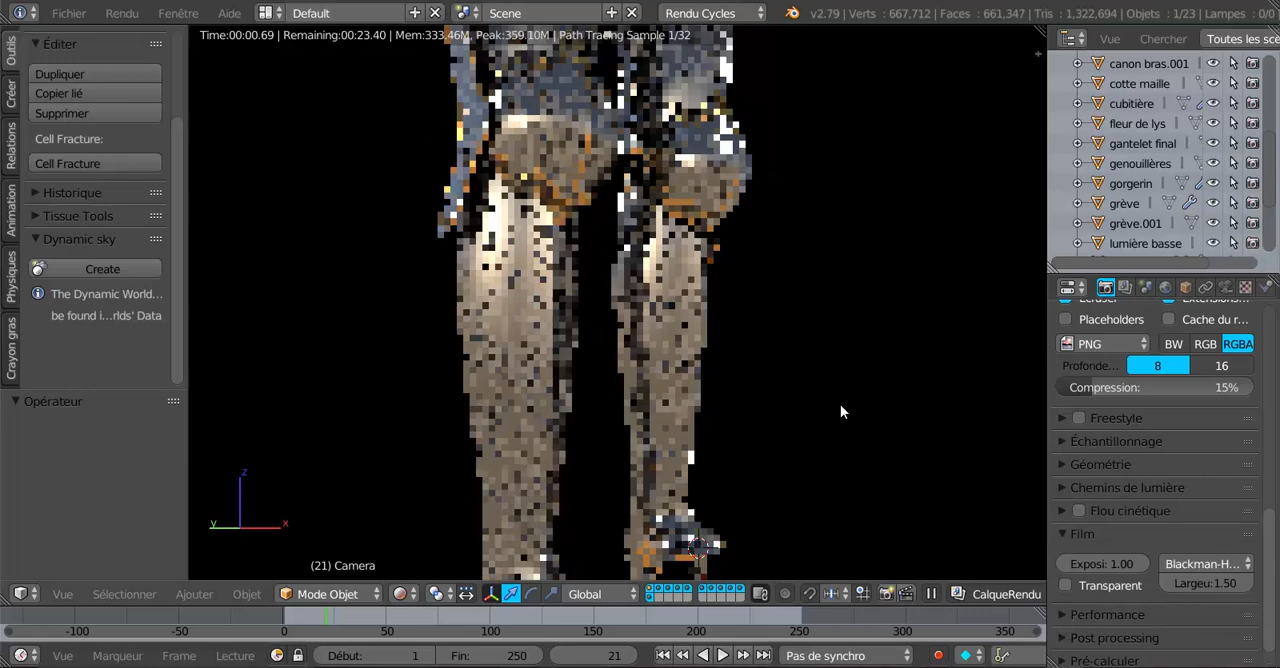 Fichier Rendu Fenêtre Aide Default Scene Rendu Cycles v2.79 | Verts : 667,712 | Faces : 661,347 | Tris : 1,322,694 | Objets : 1/23 | Lampes : 0/0
Time:00:00.69 | Remaining:00:23.40 | Mem:333.46M, Peak:359.10M | Path Tracing Sample 1/32
Outils
Créer
Relations
Animation
Physiques
Crayon gras
Éditer
Dupliquer
Copier lié
Supprimer
Cell Fracture:
Cell Fracture
Historique
Tissue Tools
Dynamic sky
Create
The Dynamic World...
be found i...rlds' Data
Opérateur
z
y x
(21) Camera
Vue Chercher Toutes les scè
canon bras.001
cotte maille
cubitière
fleur de lys
gantelet final
genouillères
gorgerin
grève
grève.001
lumière basse
Placeholders Cache du r...
PNG BW RGB RGBA
Profonde... 8 16
Compression: 15%
Freestyle
Échantillonnage
Géométrie
Chemins de lumière
Flou cinétique
Film
Exposi: 1.00 Blackman-H...
Transparent Largeu:1.50
Performance
Post processing
Pré-calculer
Vue Sélectionner Ajouter Objet Mode Objet Global CalqueRendu
-100 -50 0 50 100 150 200 250 300 350
Vue Marqueur Frame Lecture Début: 1 Fin: 250 21 Pas de synchro